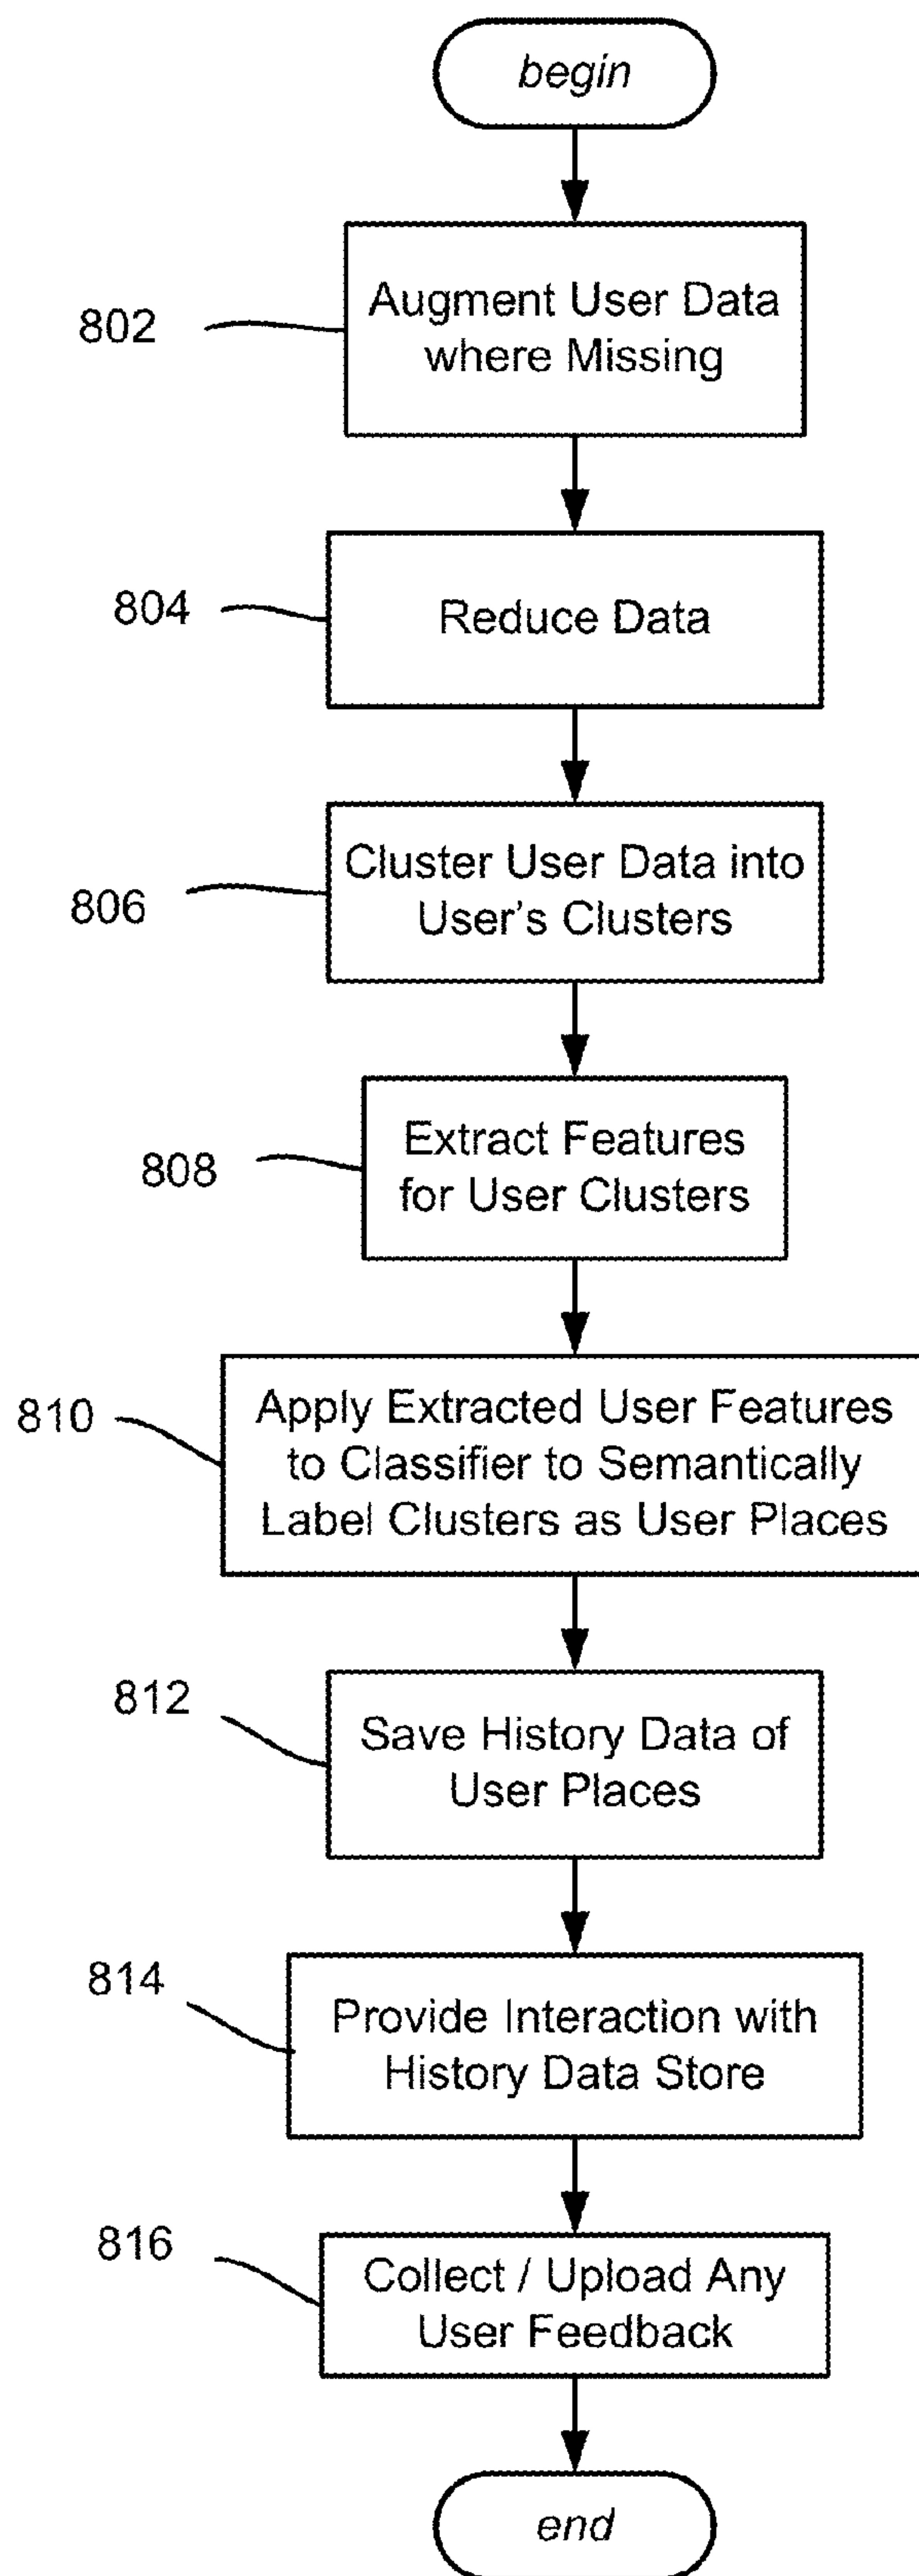 begin
802
Augment User Data
where Missing
804
Reduce Data
806
Cluster User Data into
User's Clusters
808
Extract Features
for User Clusters
810
Apply Extracted User Features
to Classifier to Semantically
Label Clusters as User Places
812
Save History Data of
User Places
814
Provide Interaction with
History Data Store
816
Collect / Upload Any
User Feedback
end